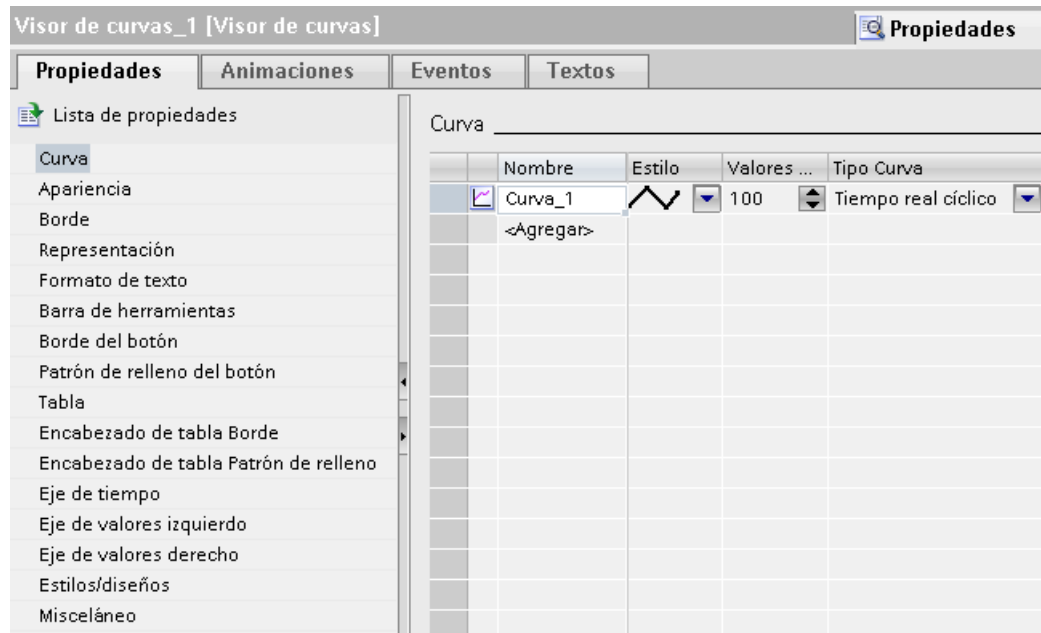 Visor de curvas_1 [Visor de curvas]
Propiedades
Propiedades
Animaciones
Eventos
Textos
Lista de propiedades
Curva
Apariencia
Borde
Representación
Formato de texto
Barra de herramientas
Borde del botón
Patrón de relleno del botón
Tabla
Encabezado de tabla Borde
Encabezado de tabla Patrón de relleno
Eje de tiempo
Eje de valores izquierdo
Eje de valores derecho
Estilos/diseños
Misceláneo
Curva
Nombre Estilo Valores ... Tipo Curva
Curva_1 100 Tiempo real cíclico
<Agregar>